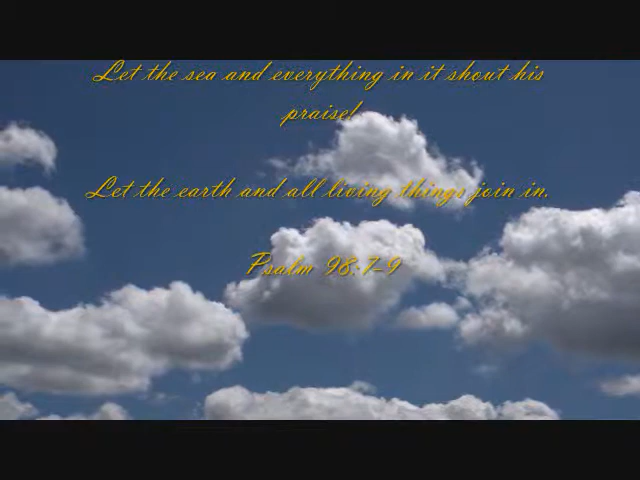 Let the sea and everything in it shout his
praise!
Let the earth and all living things join in.
Psalm 98:7-9